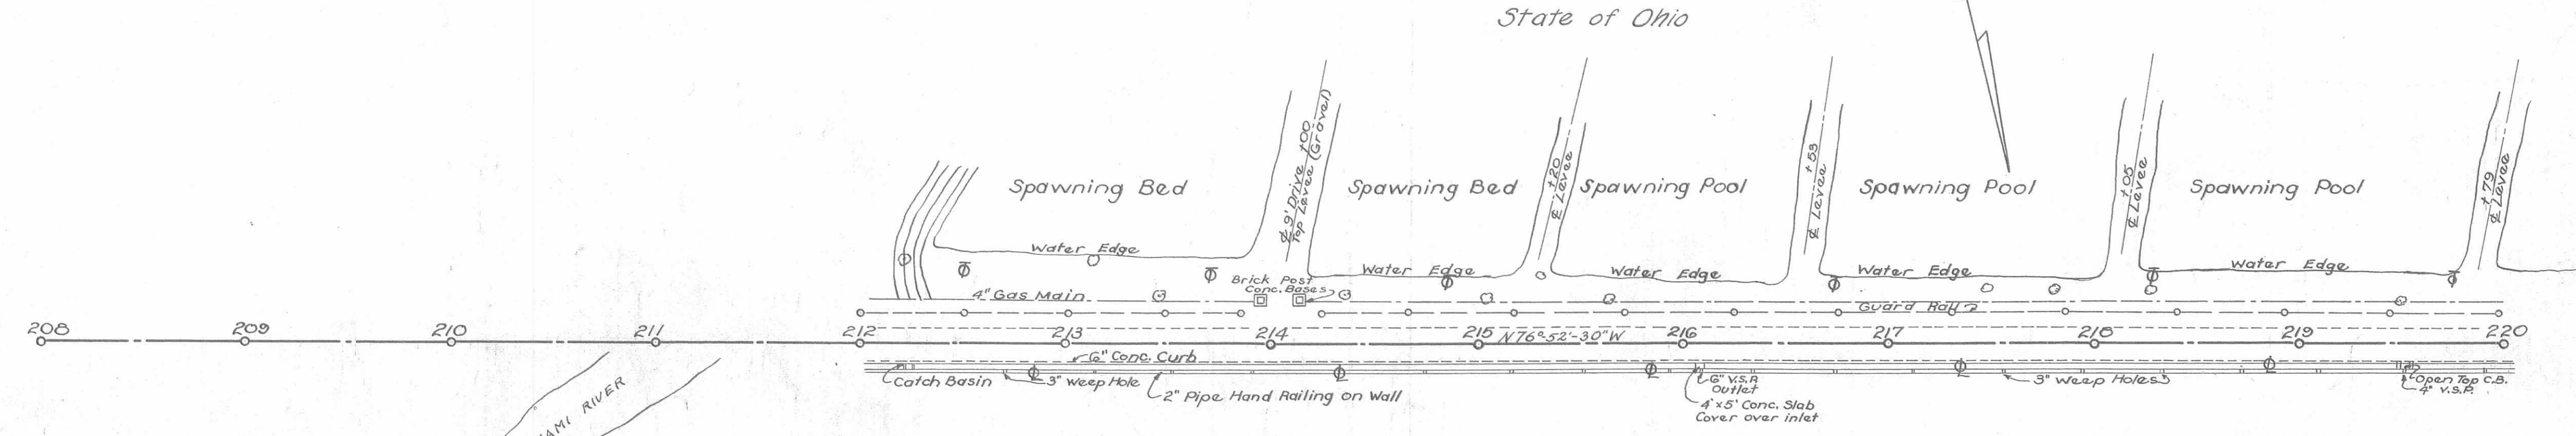 State of Ohio
Spawning Bed
℄ 9' Drive +00
Top Levee (Gravel)
Spawning Bed
+20
℄ Levee
Spawning Pool
+53
℄ Levee
Spawning Pool
+05
℄ Levee
Spawning Pool
+79
℄ Levee
Water Edge
Water Edge
Water Edge
Water Edge
Water Edge
Brick Post
Conc. Bases
4" Gas Main
Guard Rail
208 209 210 211 212 213 214 215 N76°-52'-30"W 216 217 218 219 220
6" Conc. Curb
Catch Basin
3" Weep Hole
2" Pipe Hand Railing on Wall
6" V.S.P.
Outlet
4'x5' Conc. Slab
Cover over inlet
3" Weep Holes
Open Top C.B.
4" V.S.P.
AMI RIVER